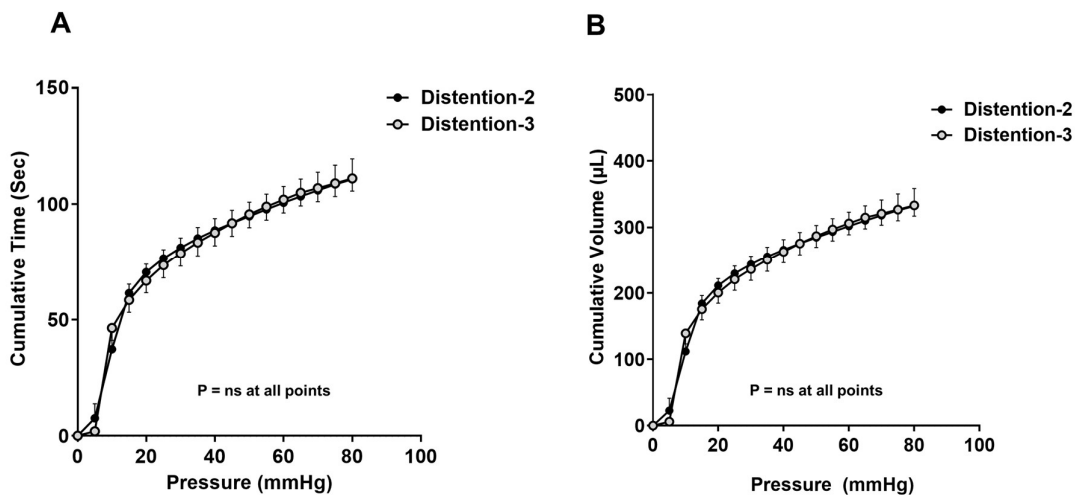 A
150
100
50
0
Cumulative Time (Sec)
Distention-2
Distention-3
P = ns at all points
0 20 40 60 80 100
Pressure (mmHg)
B
500
400
300
200
100
0
Cumulative Volume (µL)
Distention-2
Distention-3
P = ns at all points
0 20 40 60 80 100
Pressure (mmHg)